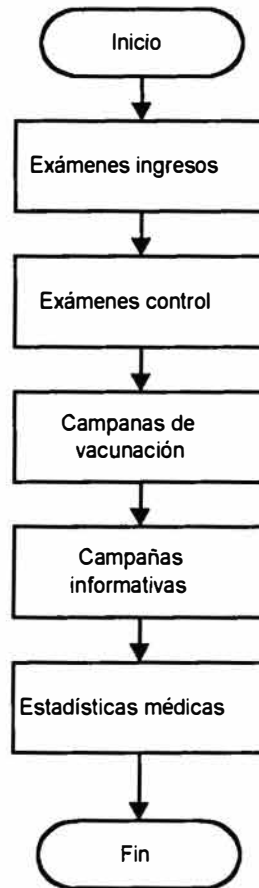 Inicio
Exámenes ingresos
Exámenes control
Campanas de
vacunación
Campañas
informativas
Estadísticas médicas
Fin